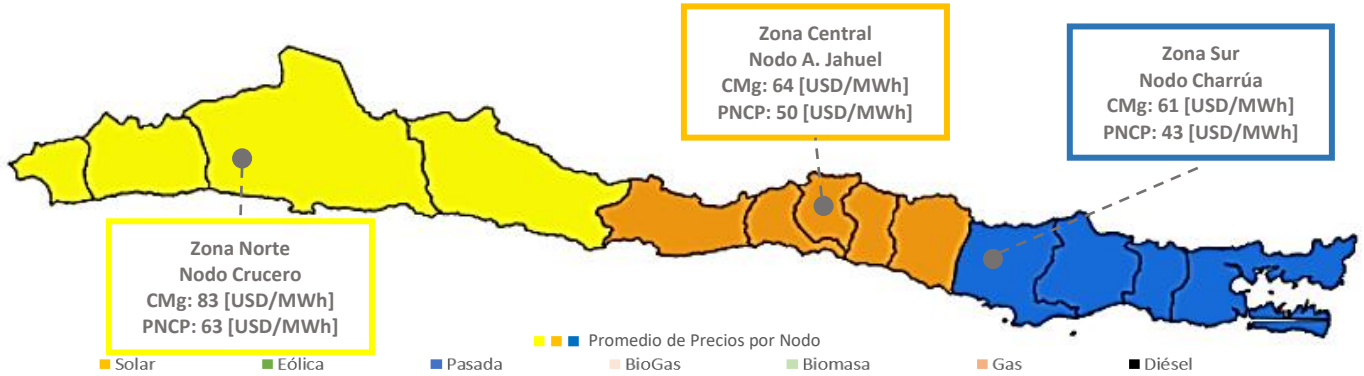 Zona Central
Nodo A. Jahuel
CMg: 64 [USD/MWh]
PNCP: 50 [USD/MWh]
Zona Sur
Nodo Charrúa
CMg: 61 [USD/MWh]
PNCP: 43 [USD/MWh]
Zona Norte
Nodo Crucero
CMg: 83 [USD/MWh]
PNCP: 63 [USD/MWh]
Promedio de Precios por Nodo
Solar Eólica Pasada BioGas Biomasa Gas Diésel